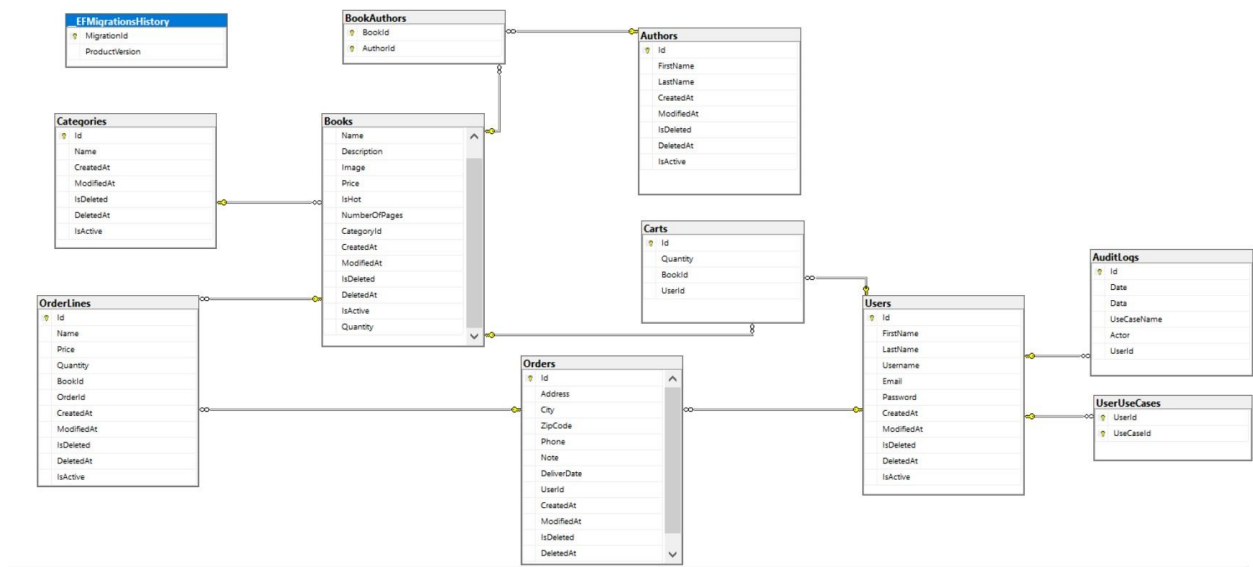 __EFMigrationsHistory
MigrationId
ProductVersion
BookAuthors
BookId
AuthorId
Authors
Id
FirstName
LastName
CreatedAt
ModifiedAt
IsDeleted
DeletedAt
IsActive
Categories
Id
Name
CreatedAt
ModifiedAt
IsDeleted
DeletedAt
IsActive
Books
Name
Description
Image
Price
IsHot
NumberOfPages
CategoryId
CreatedAt
ModifiedAt
IsDeleted
DeletedAt
IsActive
Quantity
Carts
Id
Quantity
BookId
UserId
AuditLogs
Id
Date
Data
UseCaseName
Actor
UserId
OrderLines
Id
Name
Price
Quantity
BookId
OrderId
CreatedAt
ModifiedAt
IsDeleted
DeletedAt
IsActive
Users
Id
FirstName
LastName
Username
Email
Password
CreatedAt
ModifiedAt
IsDeleted
DeletedAt
IsActive
Orders
Id
Address
City
ZipCode
Phone
Note
DeliverDate
UserId
CreatedAt
ModifiedAt
IsDeleted
DeletedAt
UserUseCases
UserId
UseCaseId